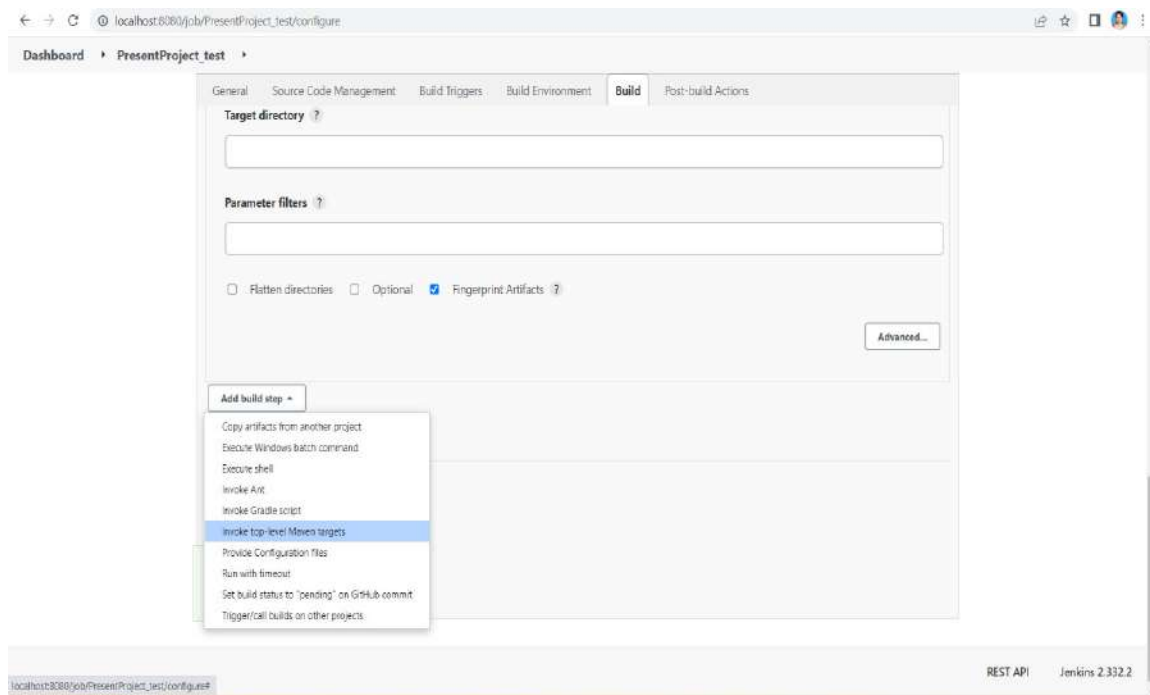 localhost:8080/job/PresentProject_test/configure
Dashboard PresentProject_test
General Source Code Management Build Triggers Build Environment Build Post-build Actions
Target directory ?
Parameter filters ?
Flatten directories Optional Fingerprint Artifacts ?
Advanced...
Add build step
Copy artifacts from another project
Execute Windows batch command
Execute shell
Invoke Ant
Invoke Gradle script
Invoke top-level Maven targets
Provide Configuration files
Run with timeout
Set build status to "pending" on GitHub commit
Trigger/call builds on other projects
REST API Jenkins 2.332.2
localhost:8080/job/PresentProject_test/configure#